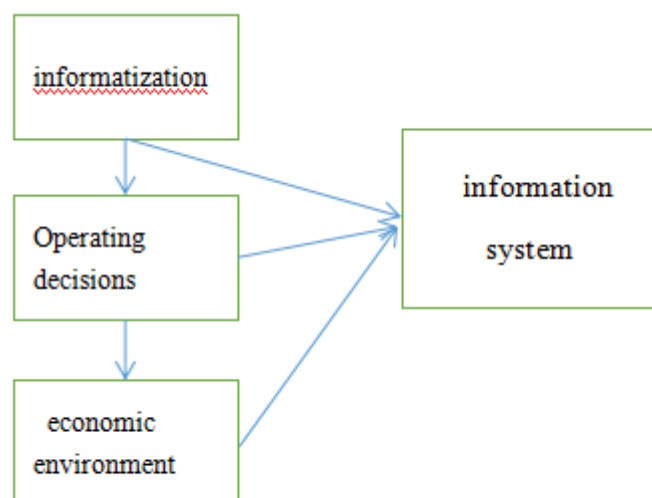 informatization
Operating
decisions
economic
environment
information
system